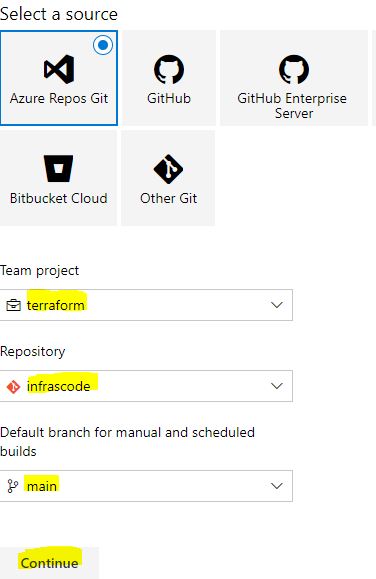 Select a source
Azure Repos Git
GitHub
GitHub Enterprise
Server
Bitbucket Cloud
Other Git
Team project
terraform
Repository
infrascode
Default branch for manual and scheduled
builds
main
Continue